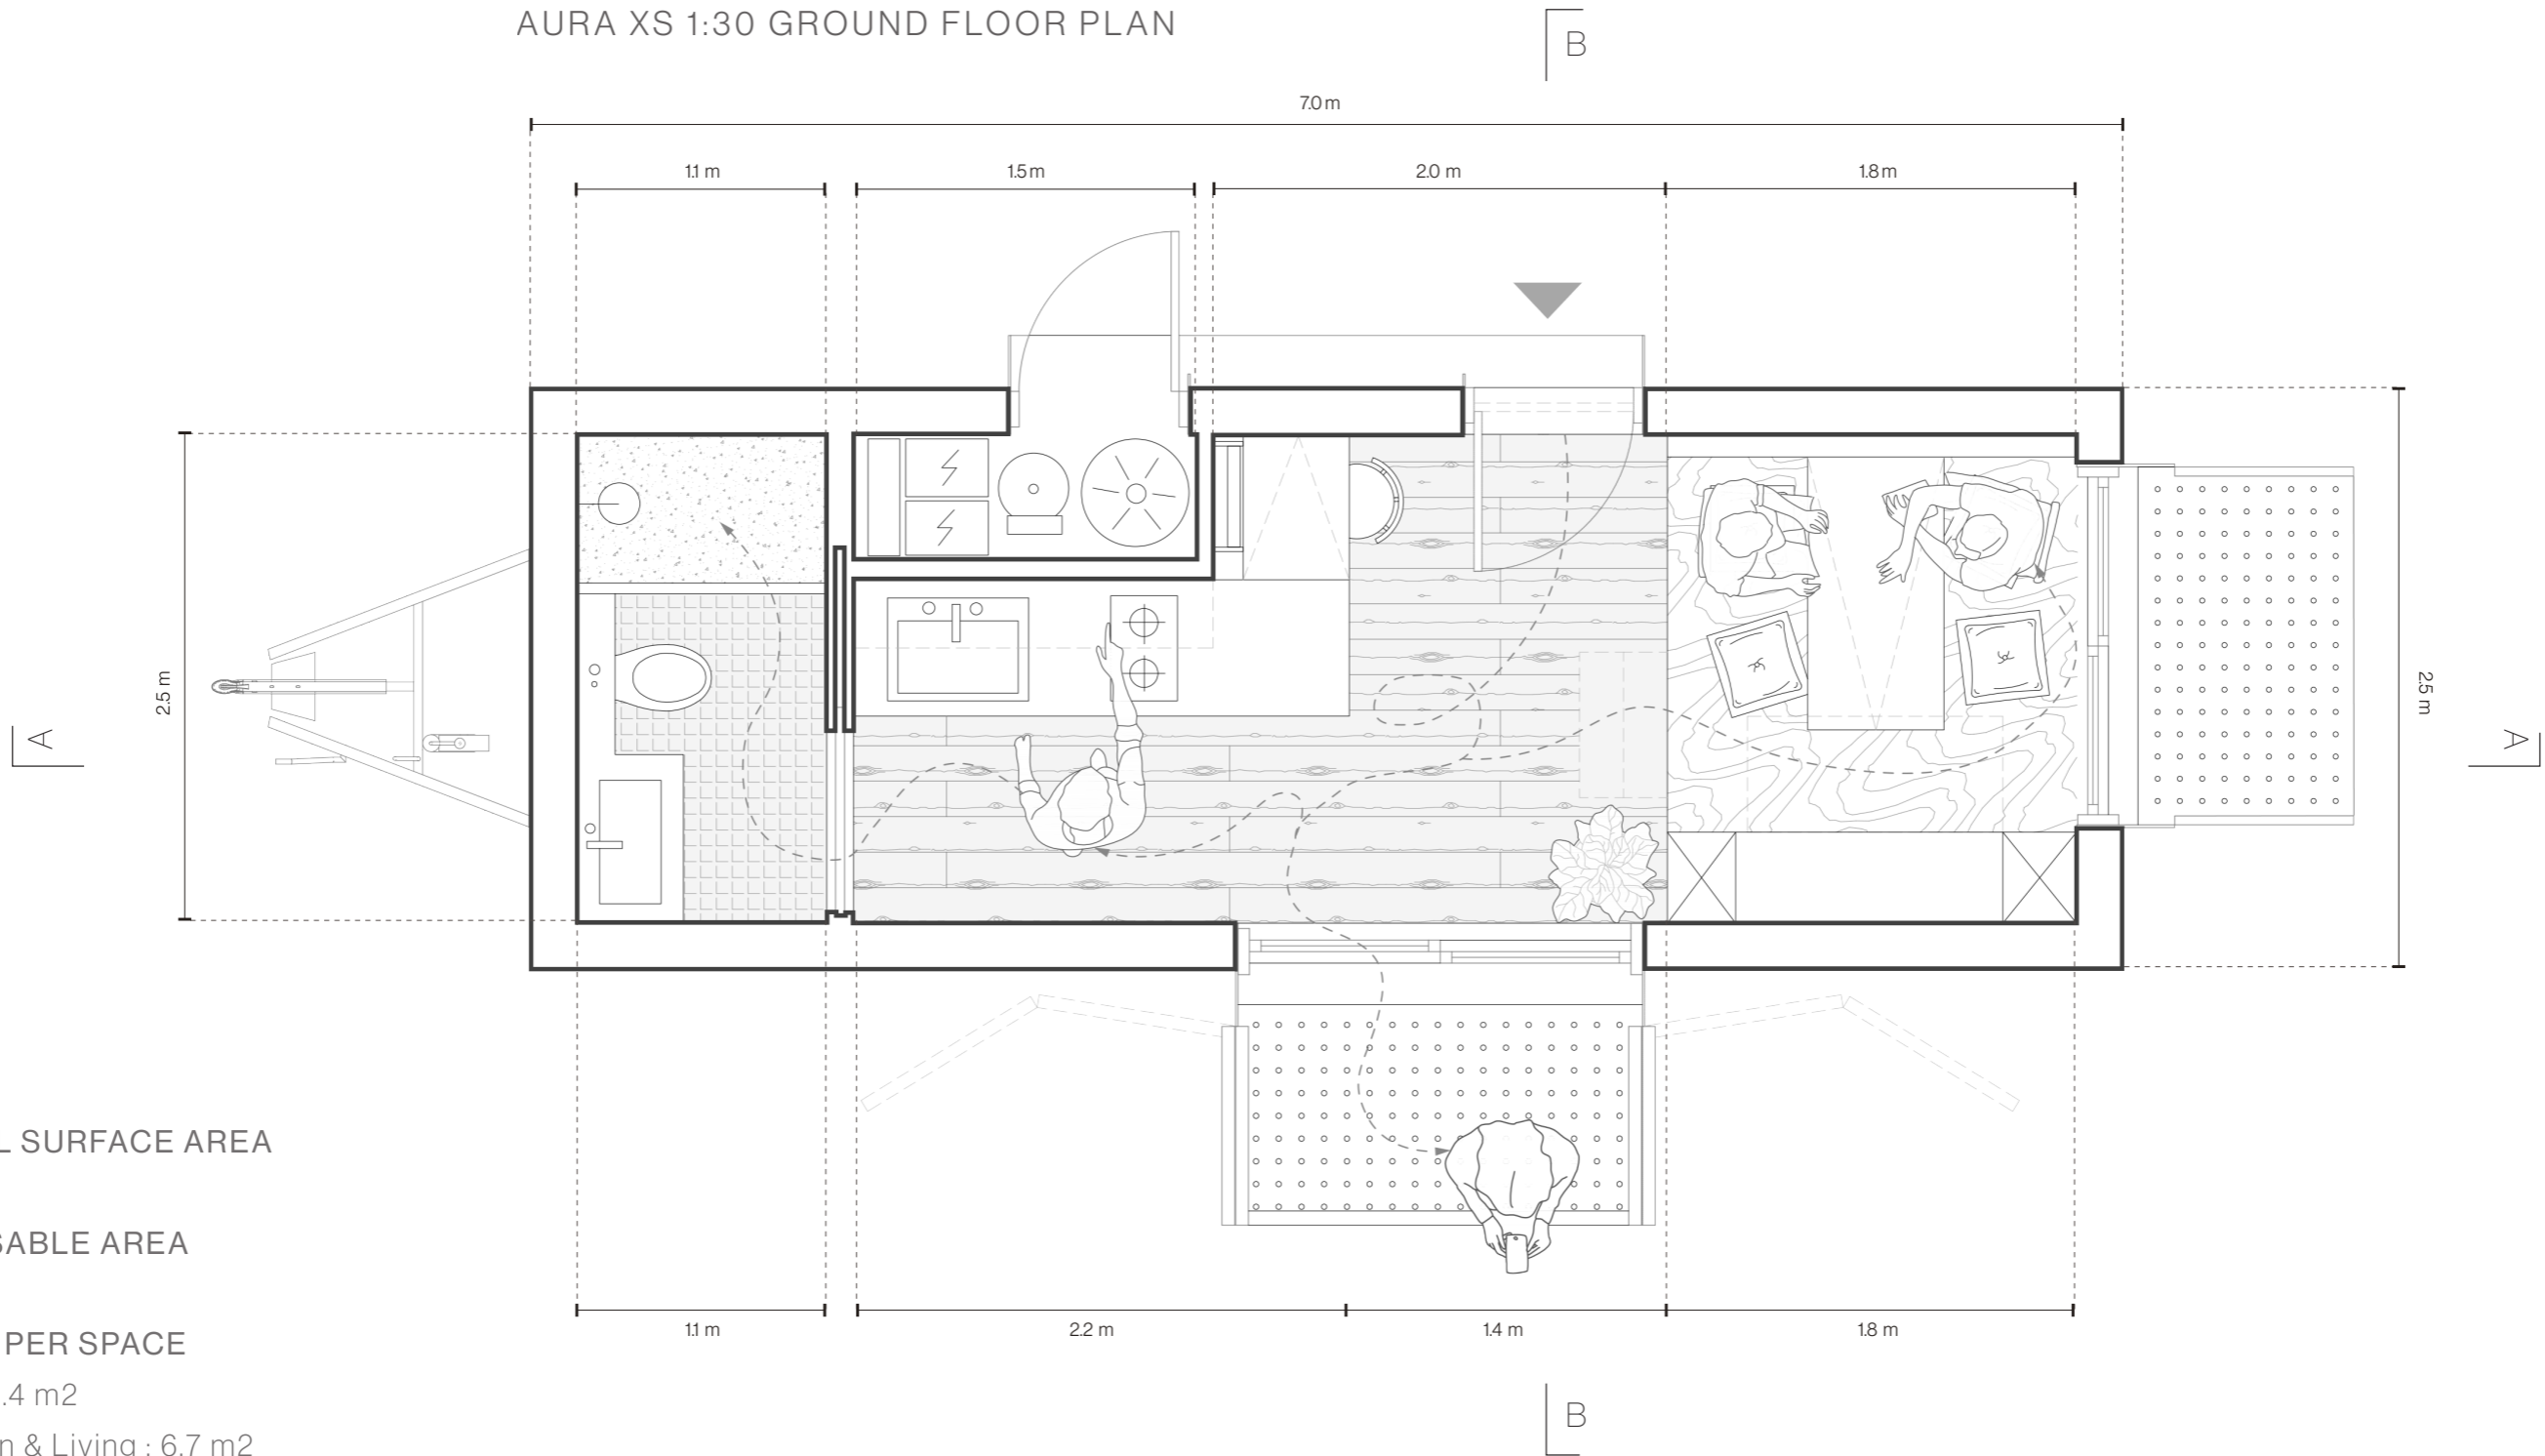 AURA XS 1:30 GROUND FLOOR PLAN
B
7.0 m
1.1 m
1.5 m
2.0 m
1.8 m
2.5 m
2.5 m
A
A
1.1 m
2.2 m
1.4 m
1.8 m
B
L SURFACE AREA
SABLE AREA
PER SPACE
.4 m2
n & Living : 6.7 m2